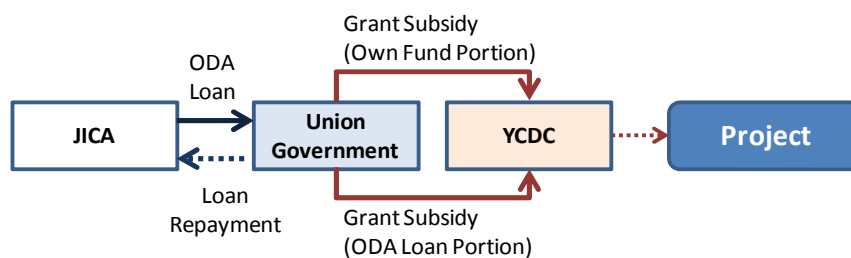 Grant Subsidy
(Own Fund Portion)
ODA
Loan
JICA
Union
Government
YCDC
Project
Loan
Repayment
Grant Subsidy
(ODA Loan Portion)